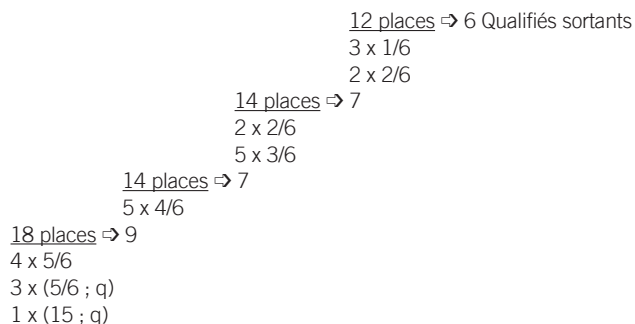 12 places ➪ 6 Qualifiés sortants
3 x 1/6
2 x 2/6
14 places ➪ 7
2 x 2/6
5 x 3/6
14 places ➪ 7
5 x 4/6
18 places ➪ 9
4 x 5/6
3 x (5/6 ; q)
1 x (15 ; q)